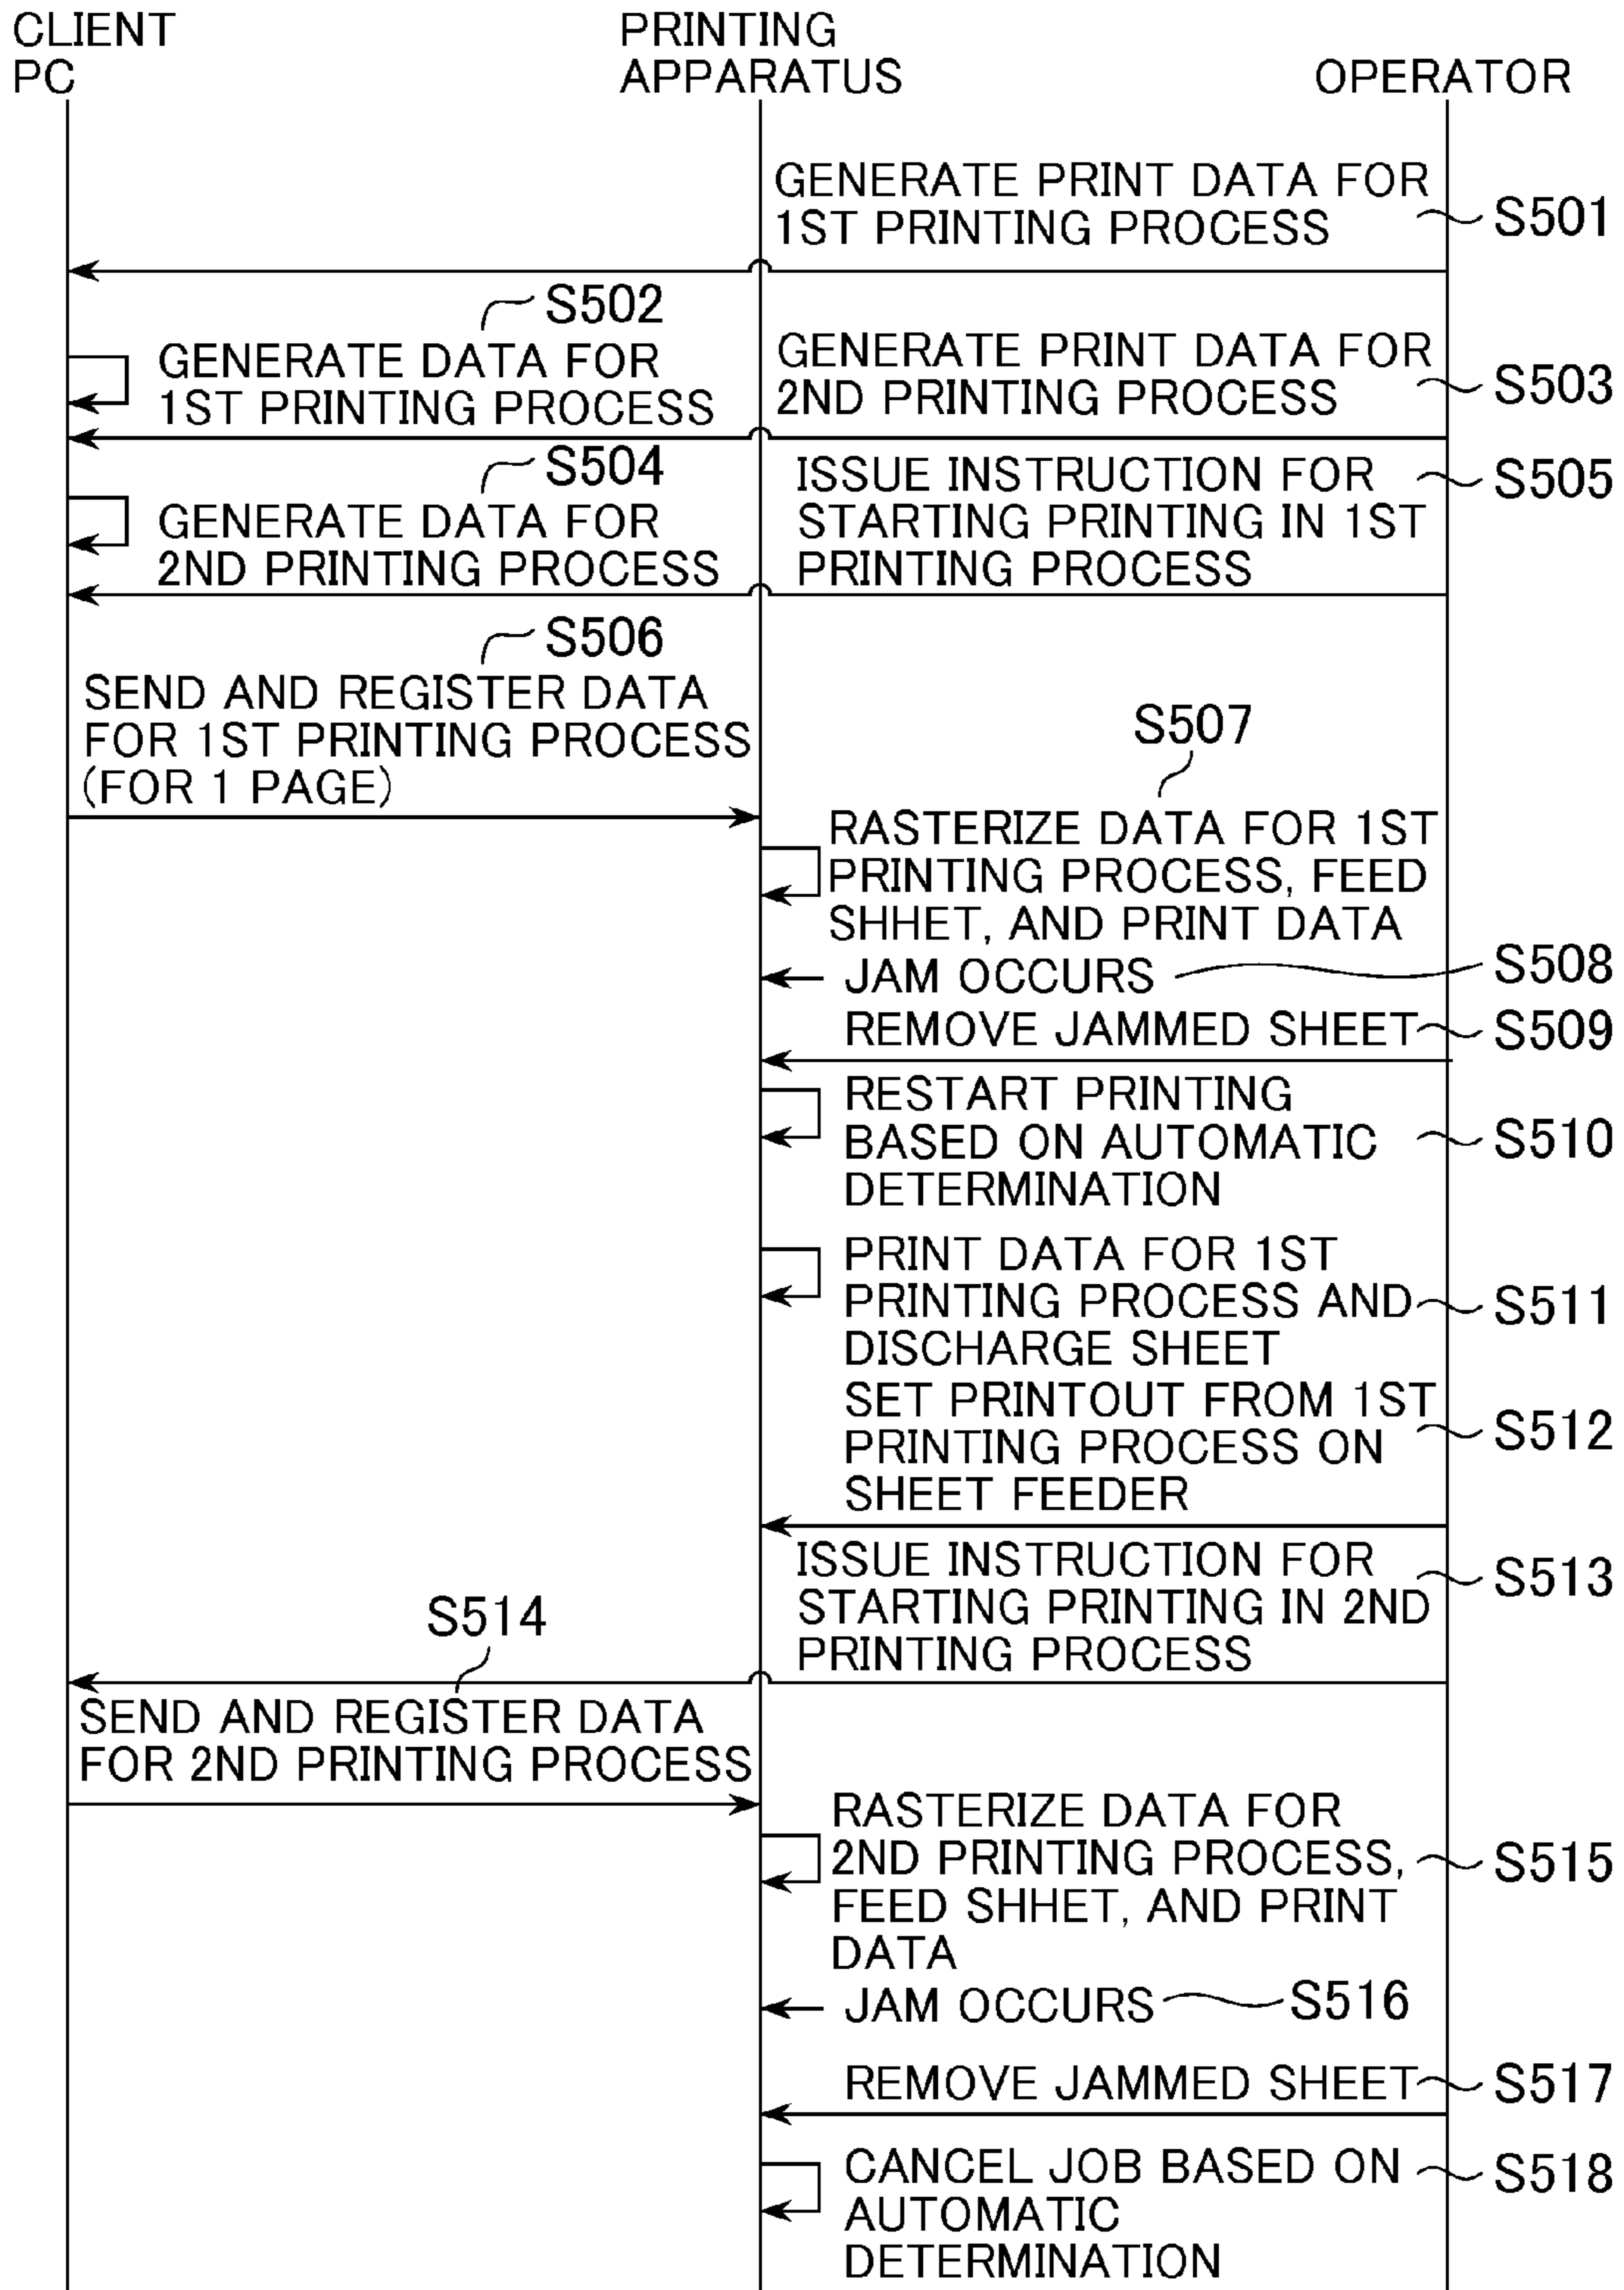 CLIENT
PC
PRINTING
APPARATUS
OPERATOR
GENERATE PRINT DATA FOR
1ST PRINTING PROCESS
S501
S502
GENERATE DATA FOR
1ST PRINTING PROCESS
GENERATE PRINT DATA FOR
2ND PRINTING PROCESS
S503
S504
GENERATE DATA FOR
2ND PRINTING PROCESS
ISSUE INSTRUCTION FOR
STARTING PRINTING IN 1ST
PRINTING PROCESS
S505
S506
SEND AND REGISTER DATA
FOR 1ST PRINTING PROCESS
(FOR 1 PAGE)
S507
RASTERIZE DATA FOR 1ST
PRINTING PROCESS, FEED
SHHET, AND PRINT DATA
JAM OCCURS
S508
REMOVE JAMMED SHEET
S509
RESTART PRINTING
BASED ON AUTOMATIC
DETERMINATION
S510
PRINT DATA FOR 1ST
PRINTING PROCESS AND
DISCHARGE SHEET
S511
SET PRINTOUT FROM 1ST
PRINTING PROCESS ON
SHEET FEEDER
S512
ISSUE INSTRUCTION FOR
STARTING PRINTING IN 2ND
PRINTING PROCESS
S513
S514
SEND AND REGISTER DATA
FOR 2ND PRINTING PROCESS
RASTERIZE DATA FOR
2ND PRINTING PROCESS,
FEED SHHET, AND PRINT
DATA
S515
JAM OCCURS
S516
REMOVE JAMMED SHEET
S517
CANCEL JOB BASED ON
AUTOMATIC
DETERMINATION
S518